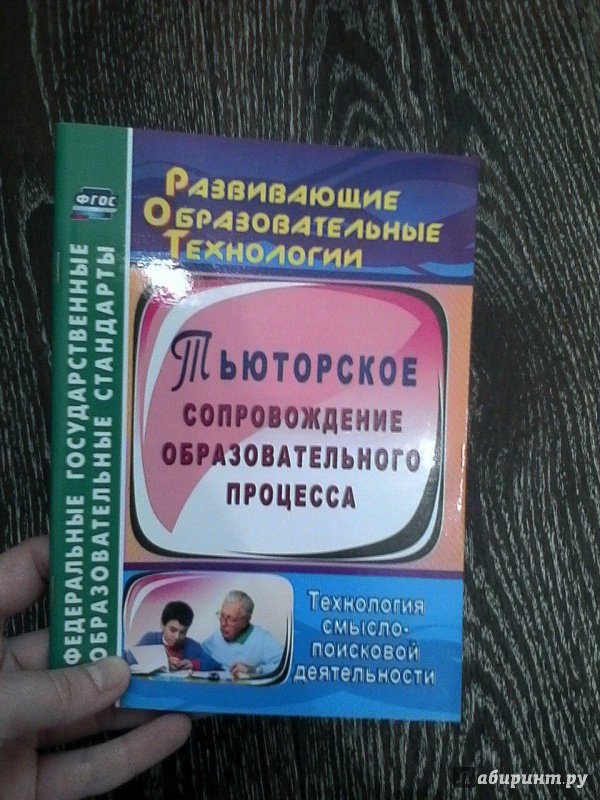 ФГОС
ФЕДЕРАЛЬНЫЕ ГОСУДАРСТВЕННЫЕ
ОБРАЗОВАТЕЛЬНЫЕ СТАНДАРТЫ
РАЗВИВАЮЩИЕ
ОБРАЗОВАТЕЛЬНЫЕ
ТЕХНОЛОГИИ
ТЬЮТОРСКОЕ
СОПРОВОЖДЕНИЕ
ОБРАЗОВАТЕЛЬНОГО
ПРОЦЕССА
Технология
смысло-
поисковой
деятельности
Лабиринт.ру